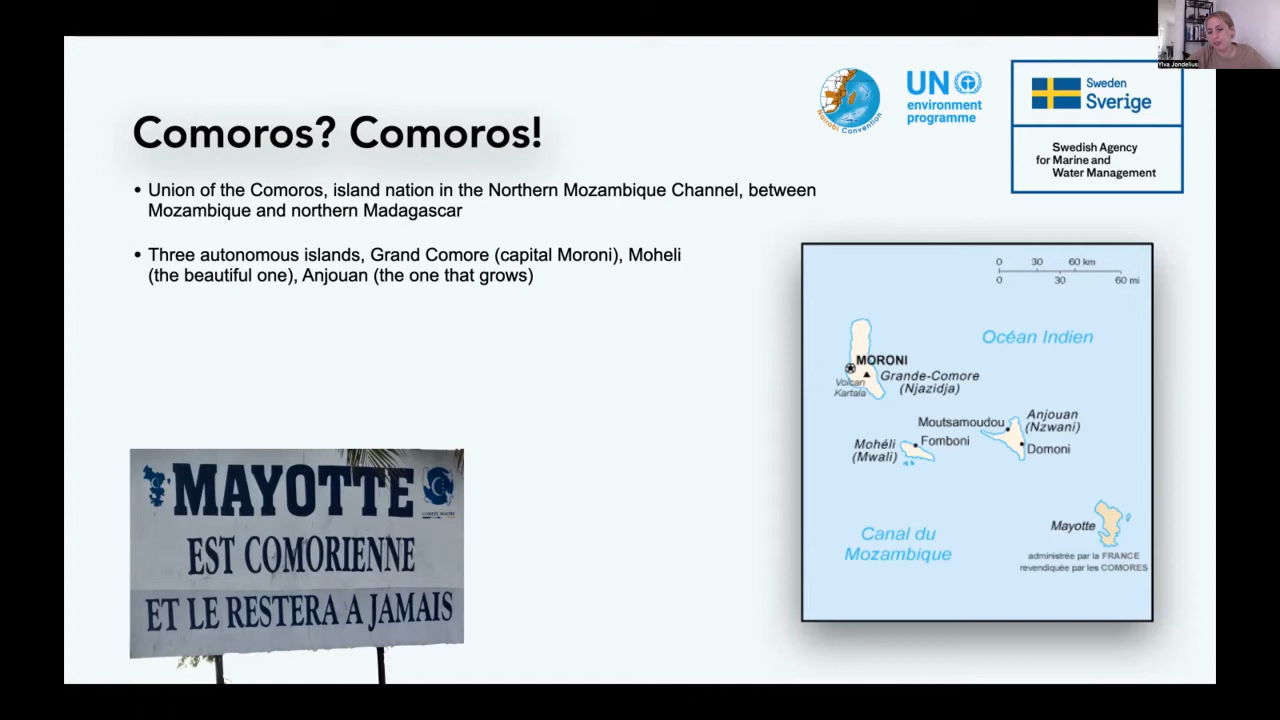 Ylva Jondelius
Nairobi Convention
UN
environment
programme
Sweden
Sverige
Swedish Agency
for Marine and
Water Management
Comoros? Comoros!
• Union of the Comoros, island nation in the Northern Mozambique Channel, between
Mozambique and northern Madagascar
• Three autonomous islands, Grand Comore (capital Moroni), Moheli
(the beautiful one), Anjouan (the one that grows)
0 30 60 km
0 30 60 mi
Océan Indien
MORONI
Volcan
Kartala
Grande-Comore
(Njazidja)
Moutsamoudou
Anjouan
(Nzwani)
Mohéli
(Mwali)
Fomboni
Domoni
Canal du
Mozambique
Mayotte
administrée par la FRANCE
revendiquée par les COMORES
MAYOTTE
EST COMORIENNE
ET LE RESTERA A JAMAIS